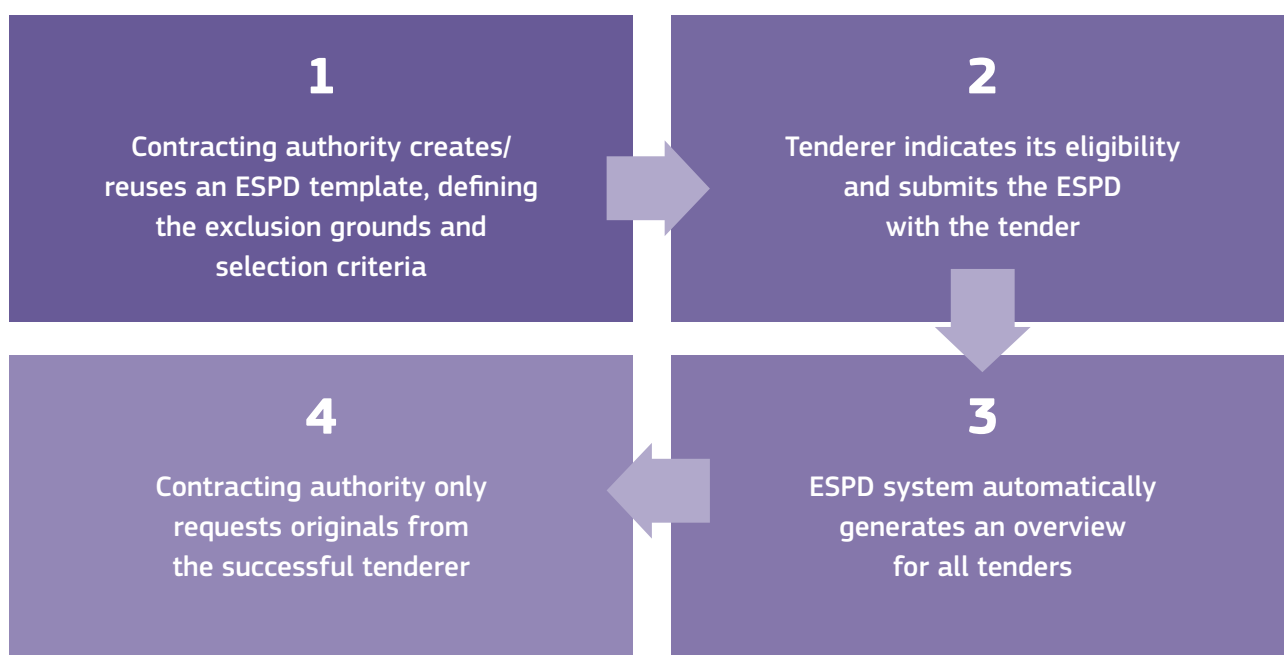 1
Contracting authority creates/
reuses an ESPD template, defining
the exclusion grounds and
selection criteria
2
Tenderer indicates its eligibility
and submits the ESPD
with the tender
3
ESPD system automatically
generates an overview
for all tenders
4
Contracting authority only
requests originals from
the successful tenderer